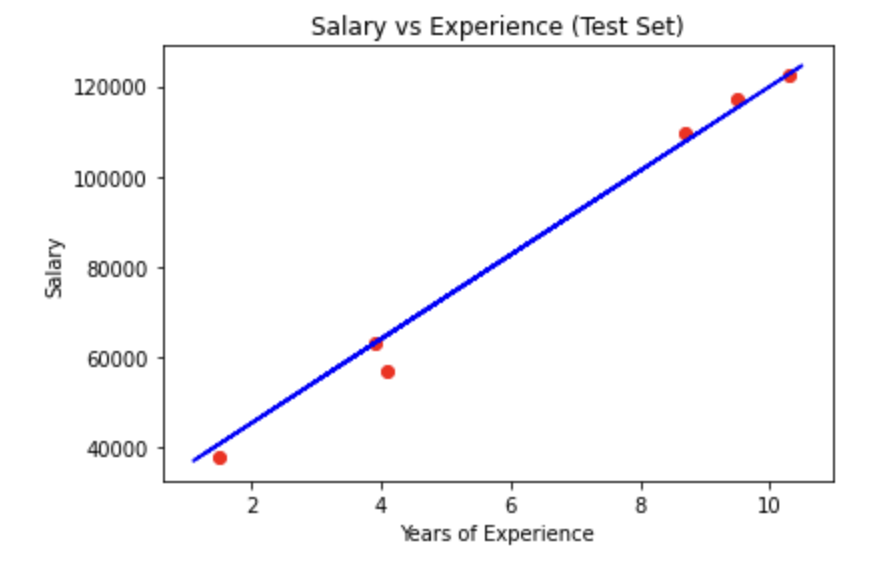 Salary vs Experience (Test Set)
120000
100000
80000
60000
40000
Salary
2 4 6 8 10
Years of Experience